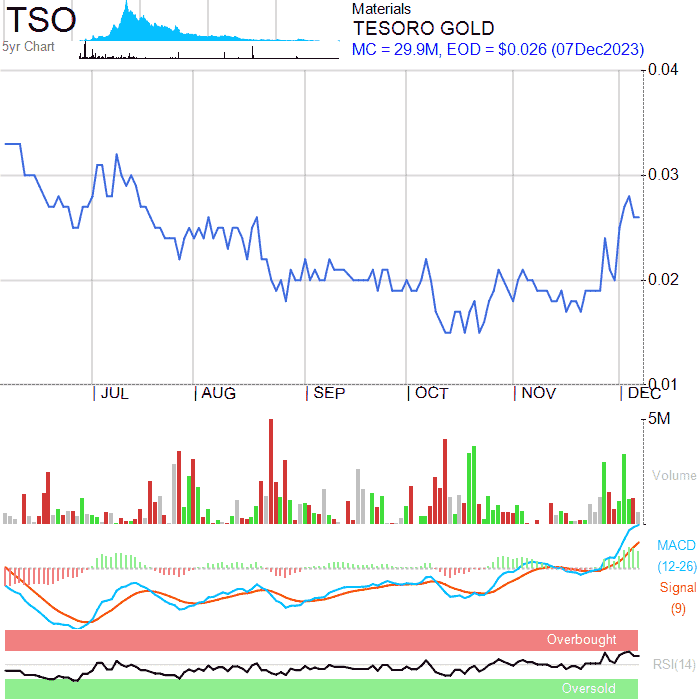 TSO
5yr Chart
Materials
TESORO GOLD
MC = 29.9M, EOD = $0.026 (07Dec2023)
0.04
0.03
0.02
0.01
JUL AUG SEP OCT NOV DEC
5M
Volume
MACD
(12-26)
Signal
(9)
Overbought
RSI(14)
Oversold